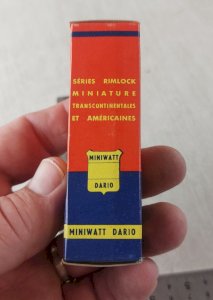 SÉRIES RIMLOCK
MINIATURE
TRANSCONTINENTALES
ET AMÉRICAINES
MINIWATT
DARIO
MINIWATT DARIO